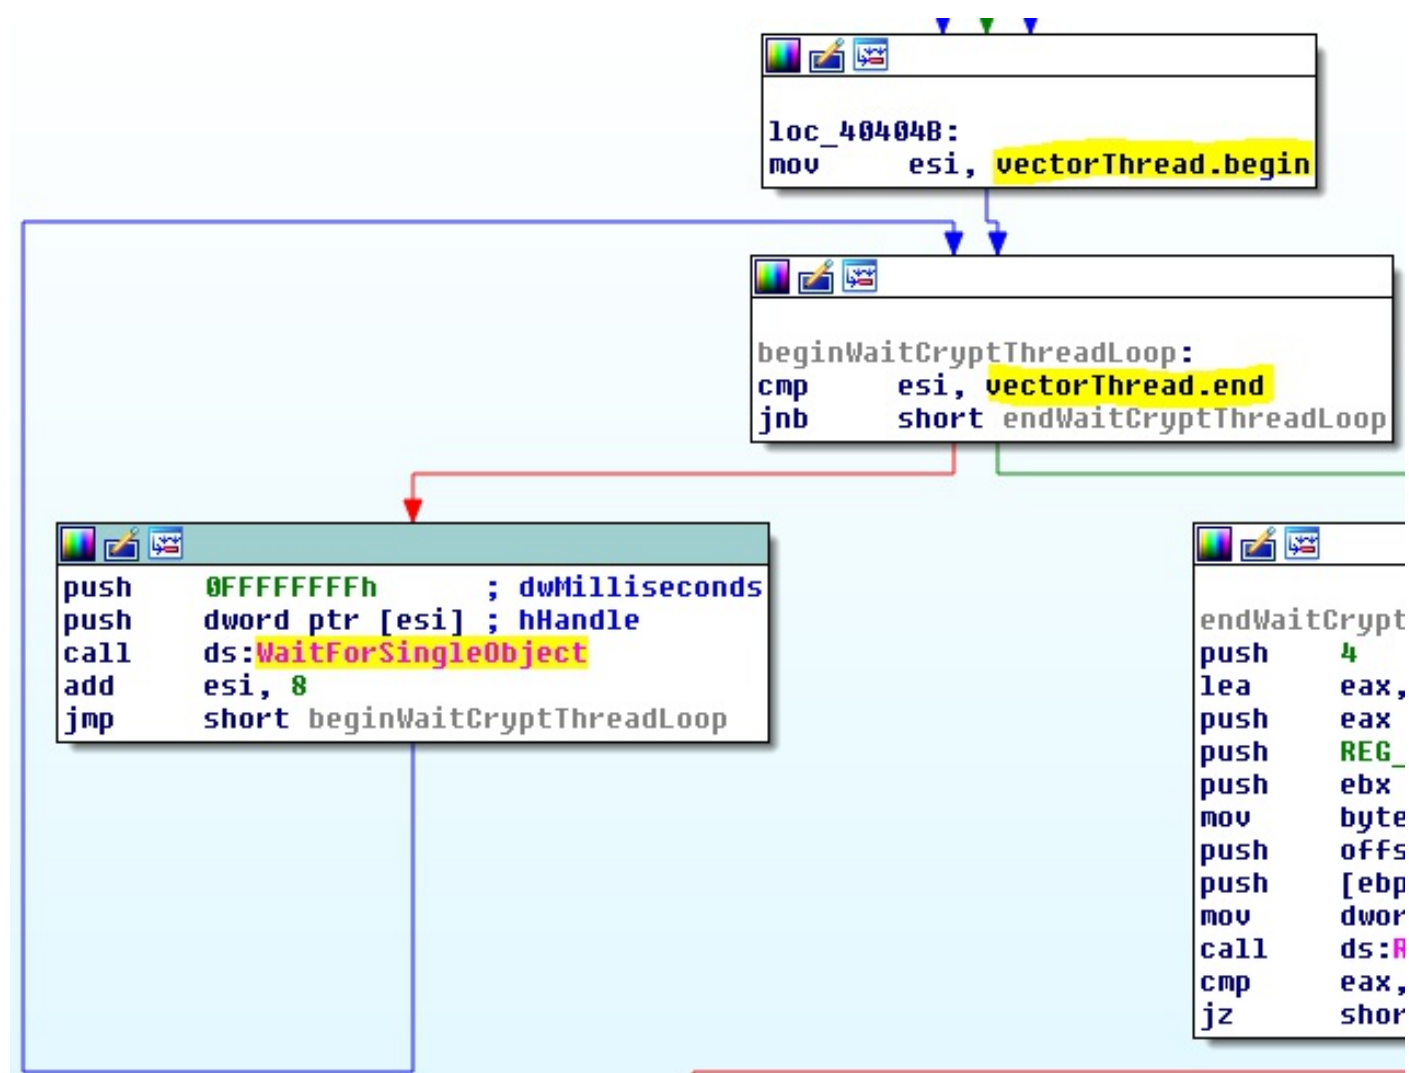 loc_40404B:
mov esi, vectorThread.begin
beginWaitCryptThreadLoop:
cmp esi, vectorThread.end
jnb short endWaitCryptThreadLoop
push 0FFFFFFFFh ; dwMilliseconds
push dword ptr [esi] ; hHandle
call ds:WaitForSingleObject
add esi, 8
jmp short beginWaitCryptThreadLoop
endWaitCrypt
push 4
lea eax,
push eax
push REG_
push ebx
mov byte
push offs
push [ebp
mov dwor
call ds:R
cmp eax,
jz shor